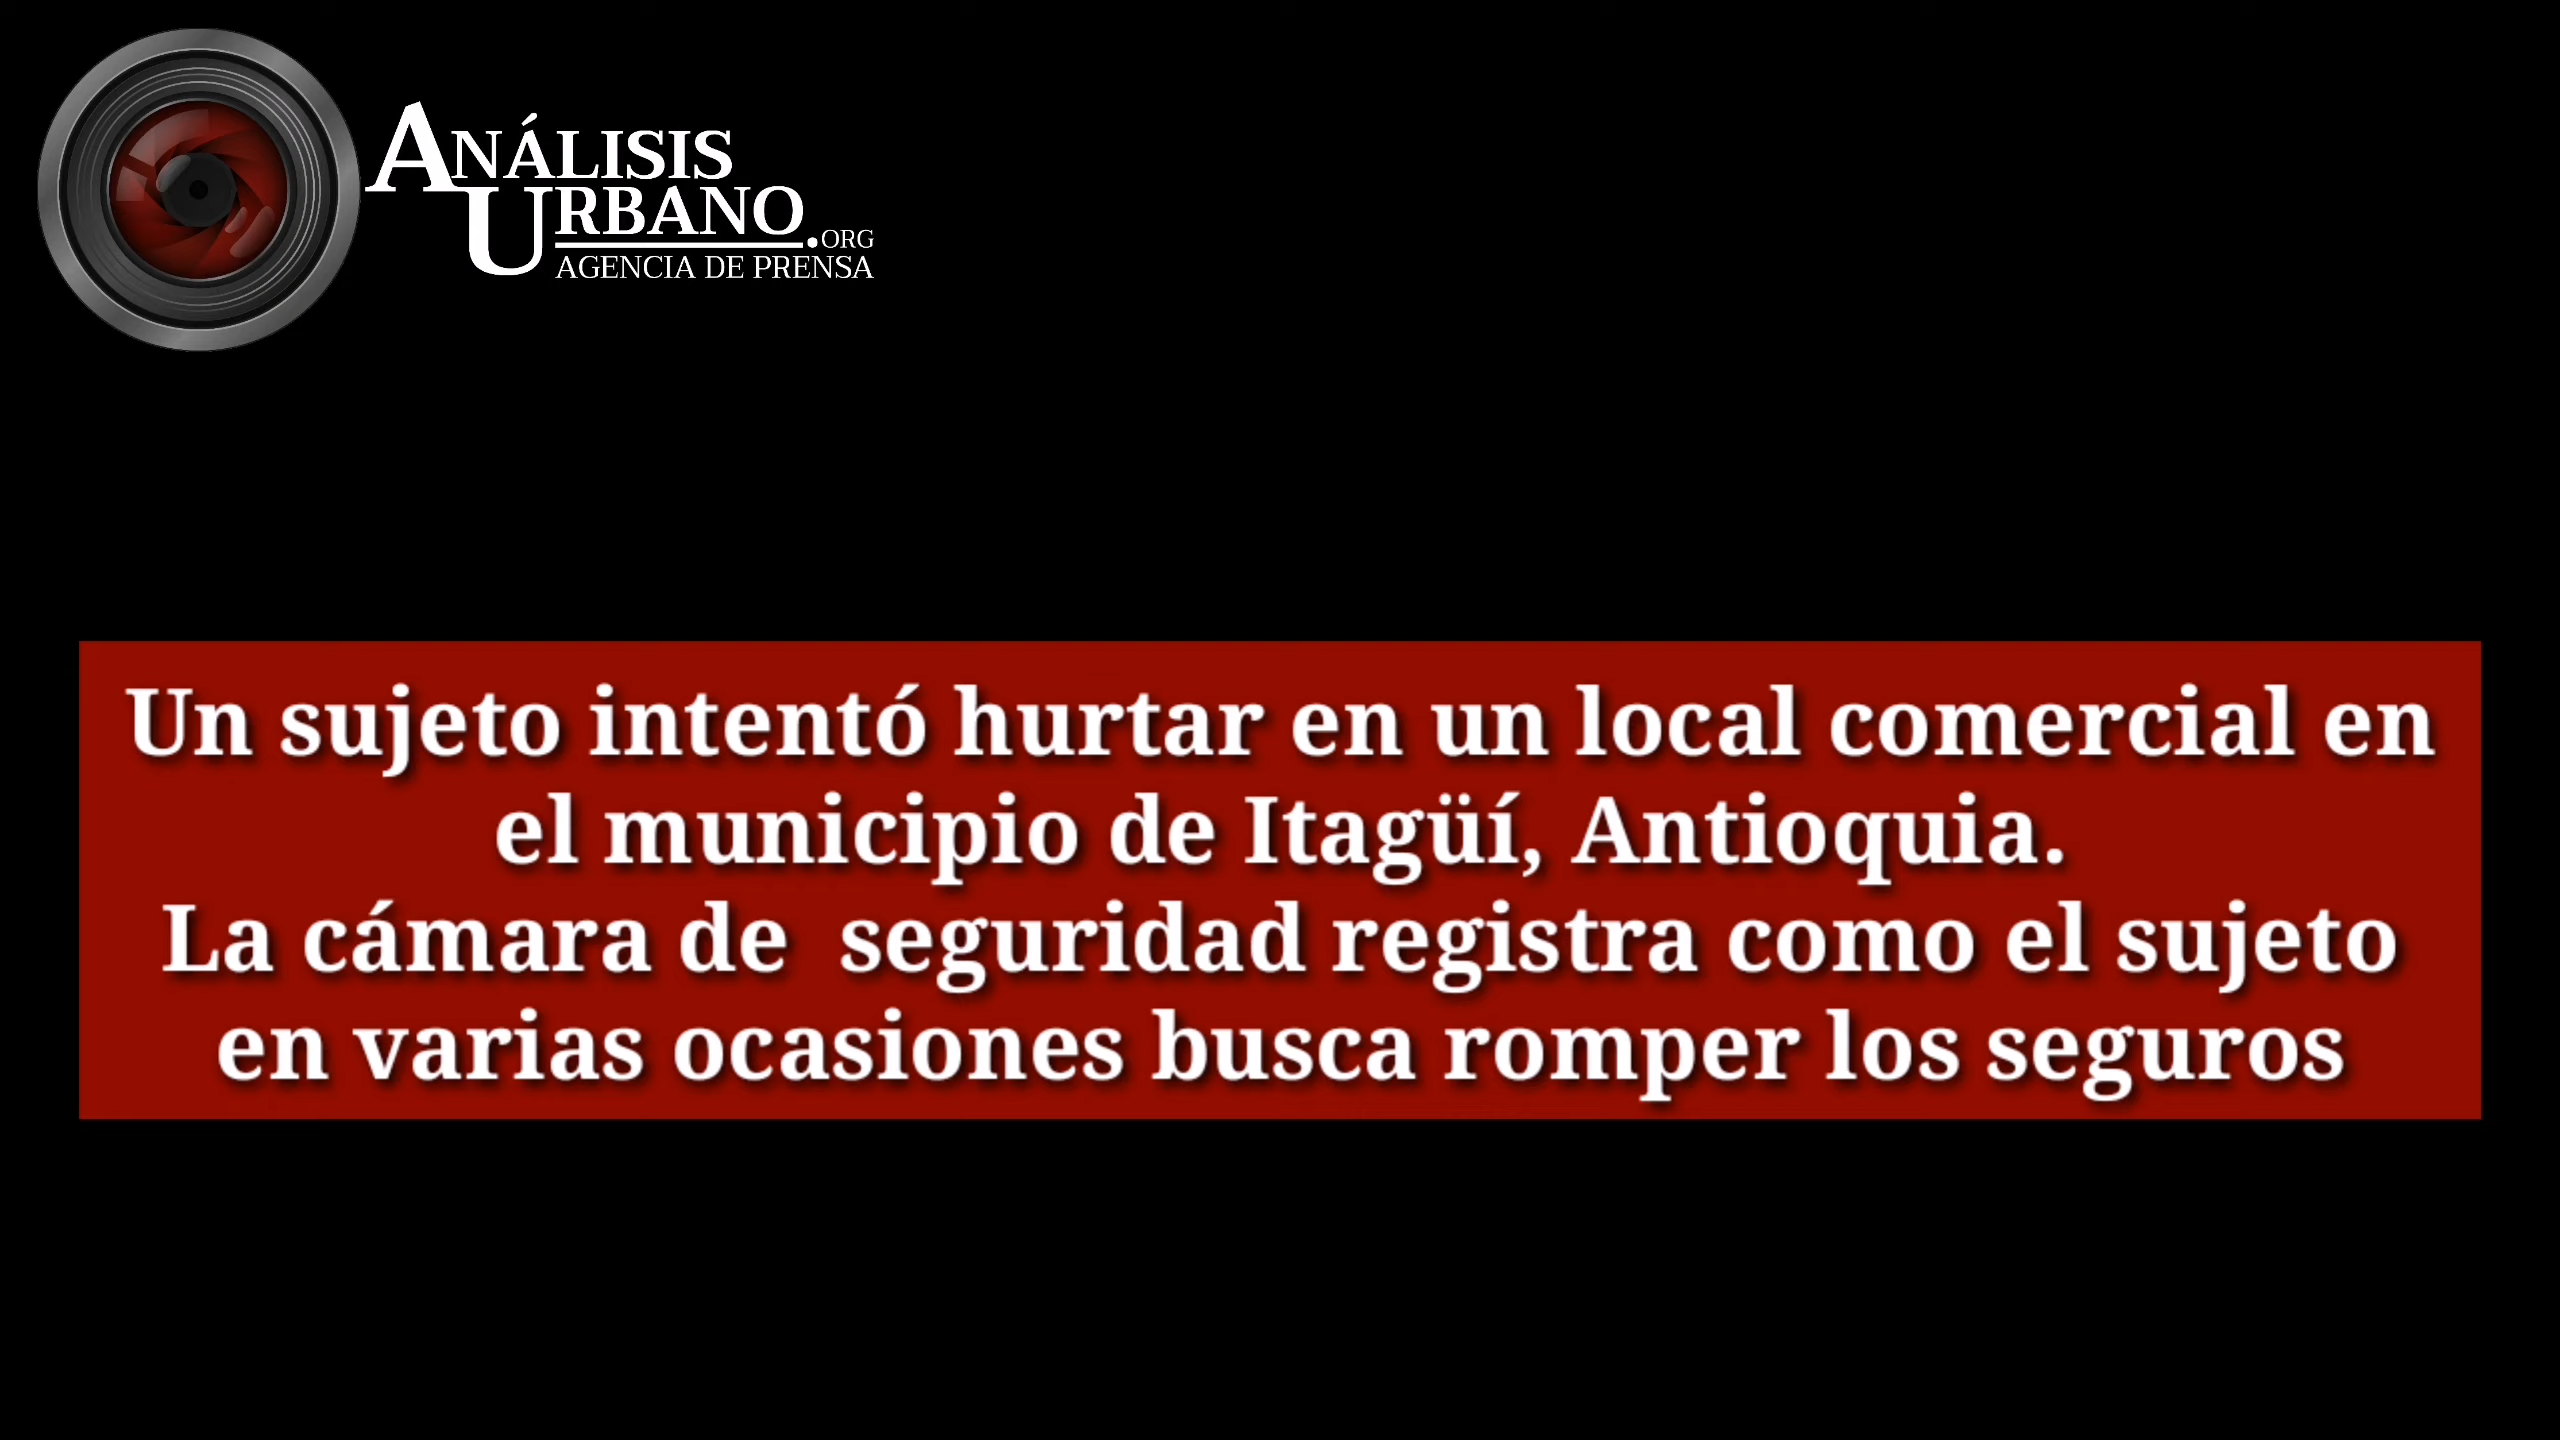 ANÁLISIS
URBANO.ORG
AGENCIA DE PRENSA
Un sujeto intentó hurtar en un local comercial en
el municipio de Itagüí, Antioquia.
La cámara de  seguridad registra como el sujeto
en varias ocasiones busca romper los seguros